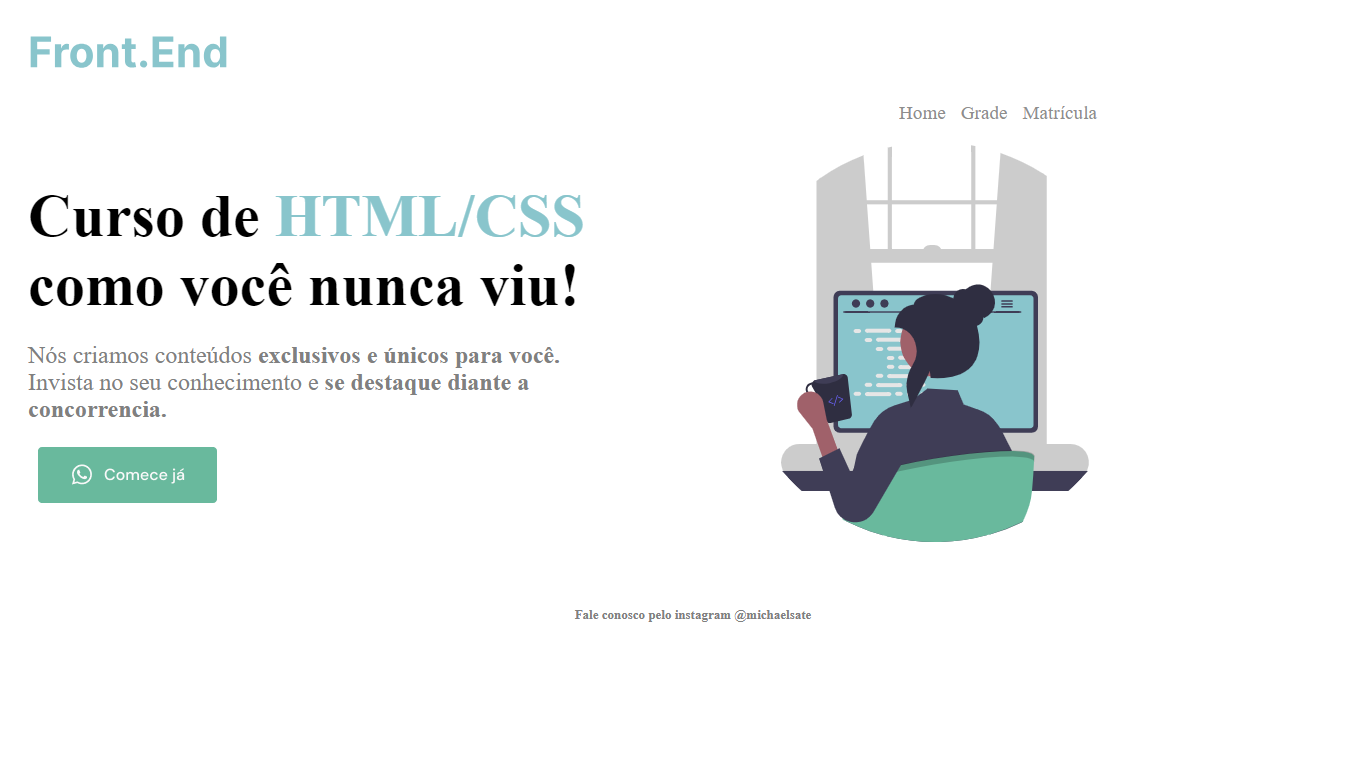 Front.End
Home Grade Matrícula
Curso de HTML/CSS
como você nunca viu!
Nós criamos conteúdos exclusivos e únicos para você.
Invista no seu conhecimento e se destaque diante a
concorrencia.
</>
Comece já
Fale conosco pelo instagram @michaelsate